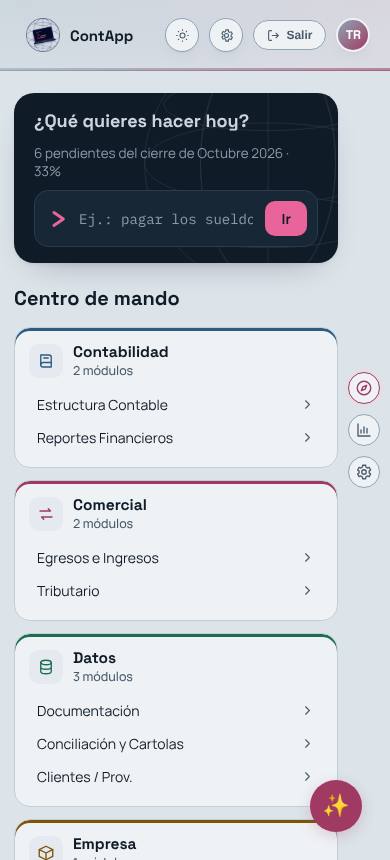 ContApp
Salir
TR
¿Qué quieres hacer hoy?
6 pendientes del cierre de Octubre 2026 ·
33%
Ej.: pagar los sueldo
Ir
Centro de mando
Contabilidad
2 módulos
Estructura Contable
Reportes Financieros
Comercial
2 módulos
Egresos e Ingresos
Tributario
Datos
3 módulos
Documentación
Conciliación y Cartolas
Clientes / Prov.
Empresa